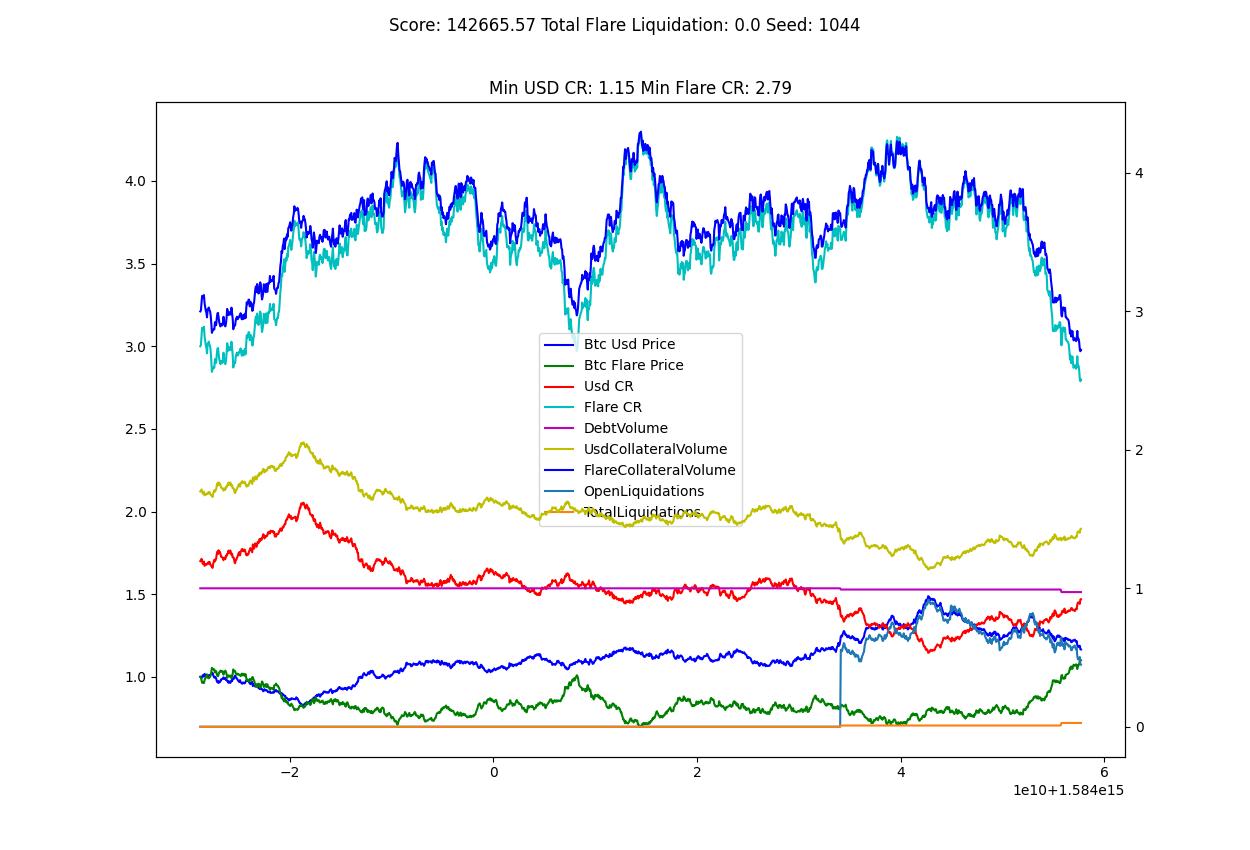 Score: 142665.57 Total Flare Liquidation: 0.0 Seed: 1044
Min USD CR: 1.15 Min Flare CR: 2.79
4.0
3.5
3.0
2.5
2.0
1.5
1.0
4
3
2
1
0
Btc Usd Price
Btc Flare Price
Usd CR
Flare CR
DebtVolume
UsdCollateralVolume
FlareCollateralVolume
OpenLiquidations
TotalLiquidations
−2 0 2 4 6
1e10+1.584e15